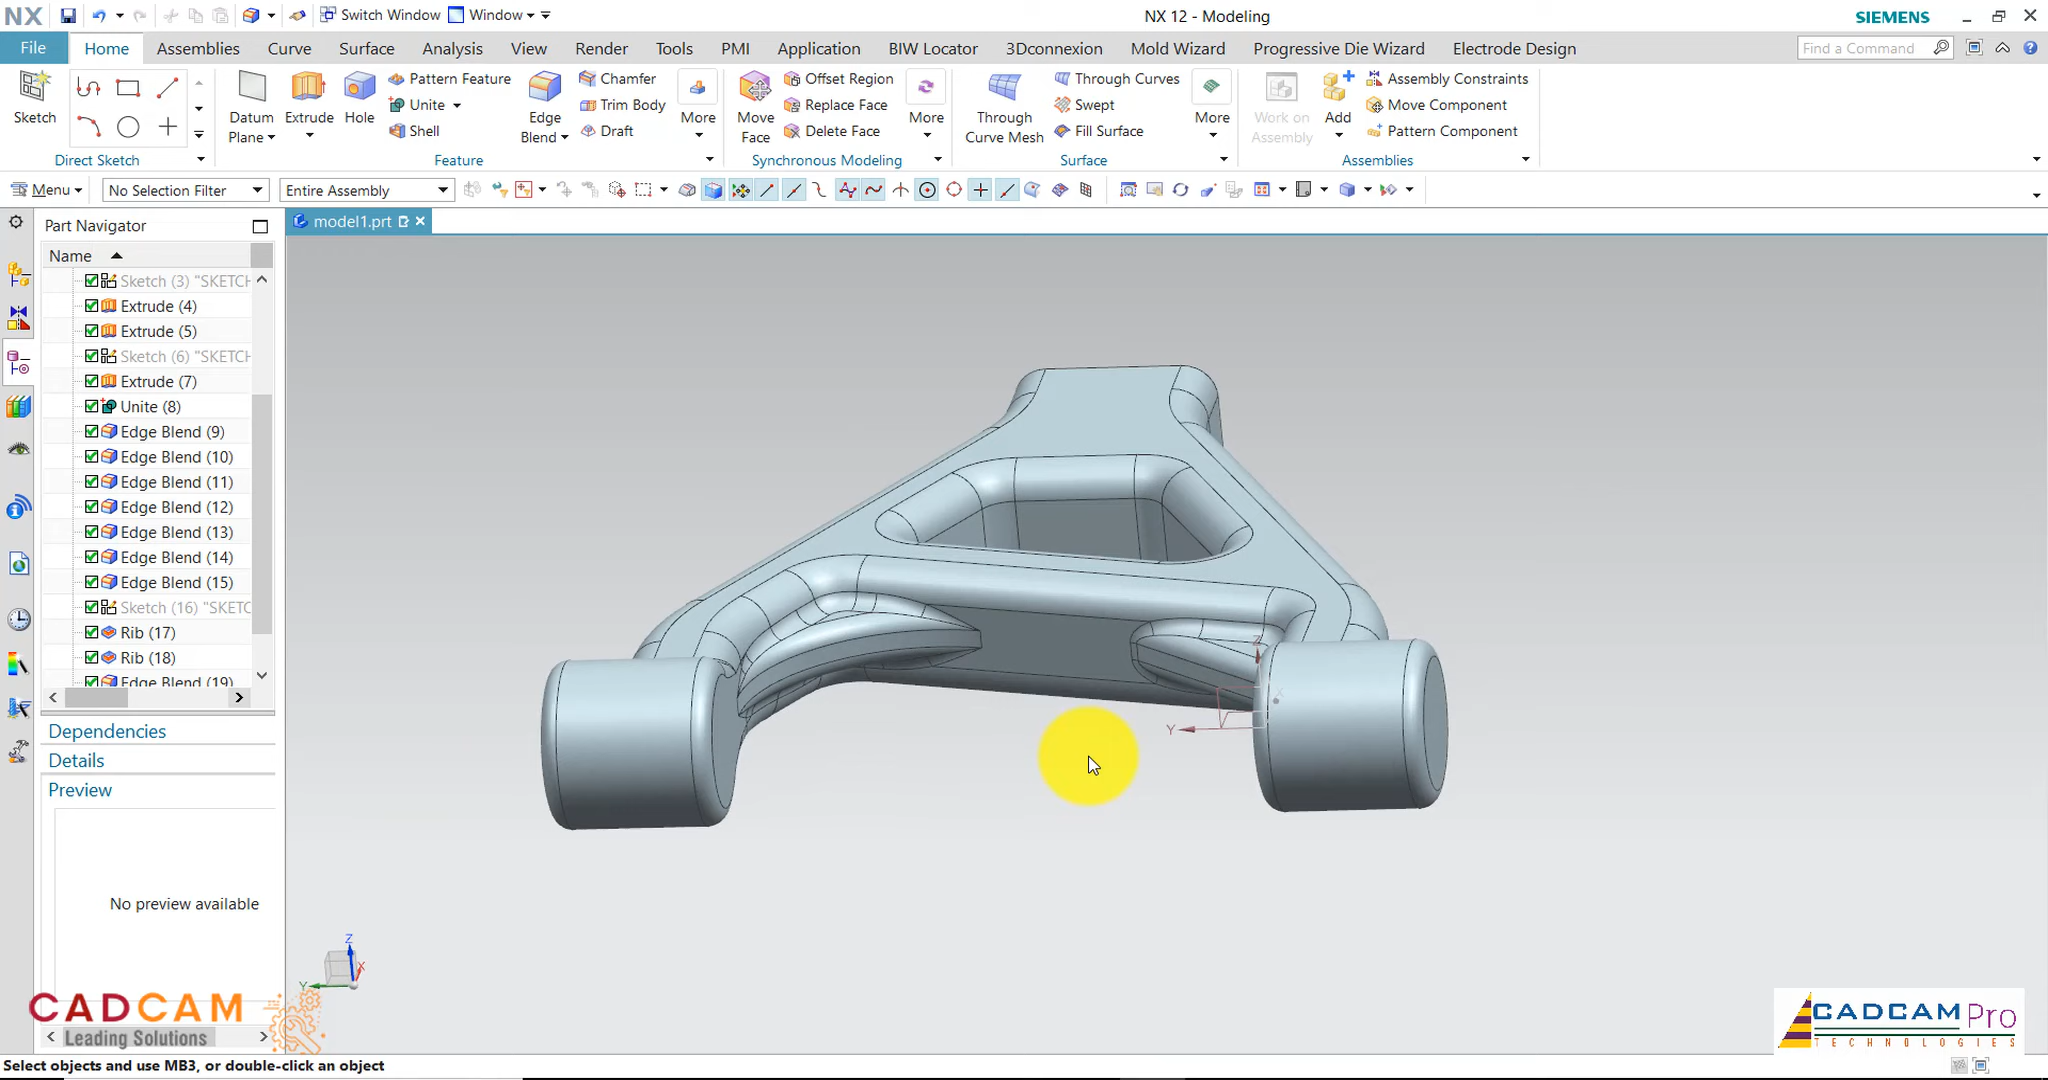 NX
Switch Window
Window
NX 12 - Modeling
SIEMENS
File
Home
Assemblies
Curve
Surface
Analysis
View
Render
Tools
PMI
Application
BIW Locator
3Dconnexion
Mold Wizard
Progressive Die Wizard
Electrode Design
Find a Command
Sketch
Direct Sketch
Datum Plane
Extrude
Hole
Pattern Feature
Unite
Shell
Edge Blend
Chamfer
Trim Body
Draft
More
Feature
Move Face
Offset Region
Replace Face
Delete Face
More
Synchronous Modeling
Through Curve Mesh
Through Curves
Swept
Fill Surface
More
Surface
Work on Assembly
Add
Assembly Constraints
Move Component
Pattern Component
Assemblies
Menu
No Selection Filter
Entire Assembly
Part Navigator
model1.prt
Name
Sketch (3) "SKETCH
Extrude (4)
Extrude (5)
Sketch (6) "SKETCH
Extrude (7)
Unite (8)
Edge Blend (9)
Edge Blend (10)
Edge Blend (11)
Edge Blend (12)
Edge Blend (13)
Edge Blend (14)
Edge Blend (15)
Sketch (16) "SKETC
Rib (17)
Rib (18)
Edge Blend (19)
Dependencies
Details
Preview
No preview available
Z
X
Y
Z
X
Y
CADCAM
Leading Solutions
CADCAM Pro
TECHNOLOGIES
Select objects and use MB3, or double-click an object